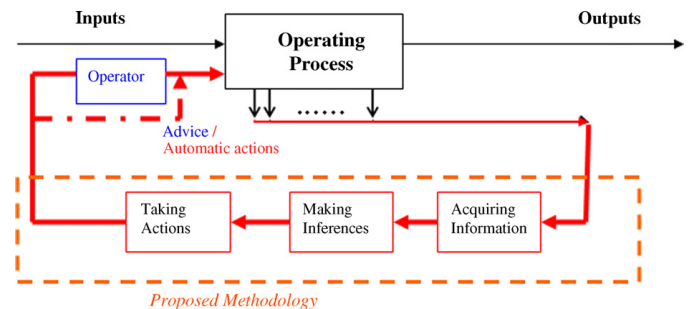 Inputs
Outputs
Operating
Process
Operator
......
Advice /
Automatic actions
Taking
Actions
Making
Inferences
Acquiring
Information
Proposed Methodology